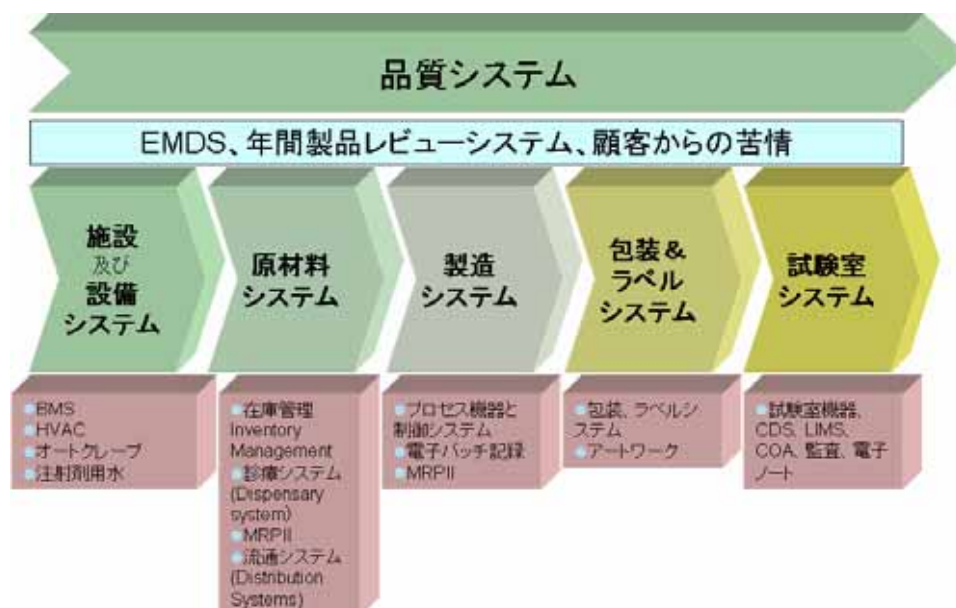 品質システム
EMDS、年間製品レビューシステム、顧客からの苦情
施設
及び
設備
システム
原材料
システム
製造
システム
包装&
ラベル
システム
試験室
システム
BMS
HVAC
オートクレーブ
注射剤用水
在庫管理
Inventory
Management
診療システム
(Dispensary
system)
MRPII
流通システム
(Distribution
Systems)
プロセス機器と
制御システム
電子バッチ記録
MRPII
包装、ラベルシ
ステム
アートワーク
試験室機器、
CDS, LIMS,
COA、監査、電子
ノート